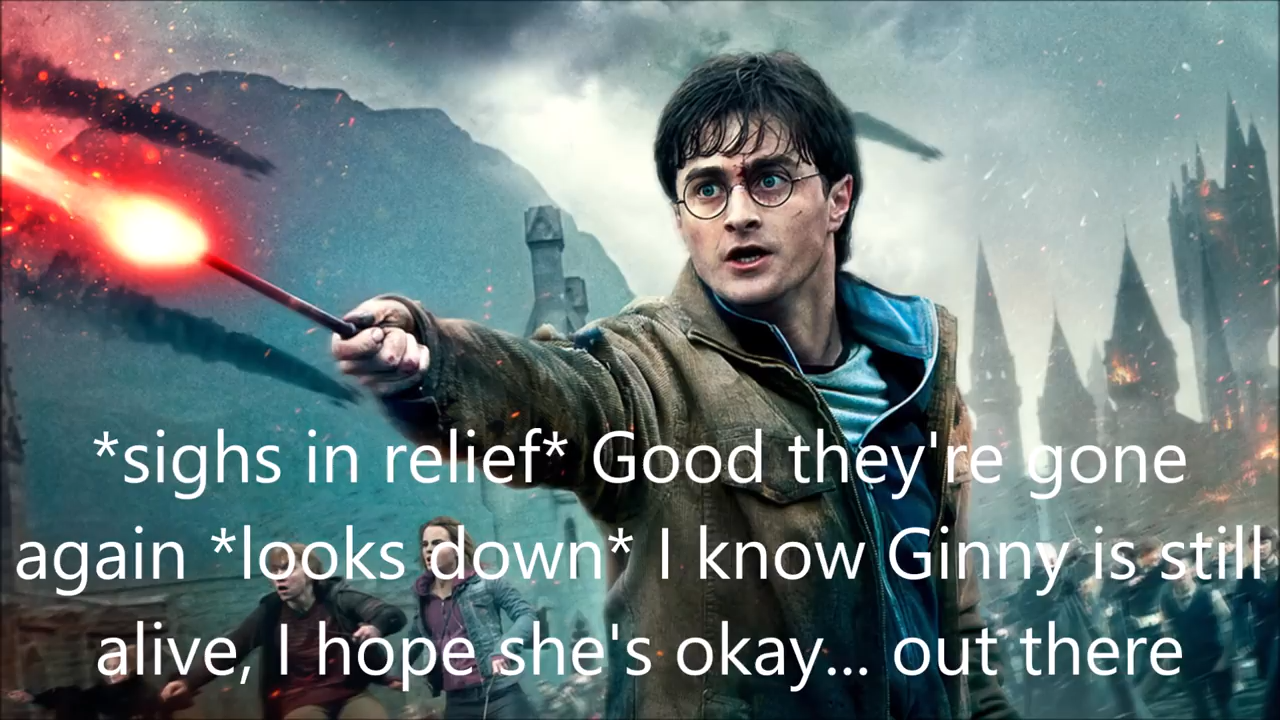 *sighs in relief* Good they're gone
again *looks down* I know Ginny is still
alive, I hope she's okay... out there